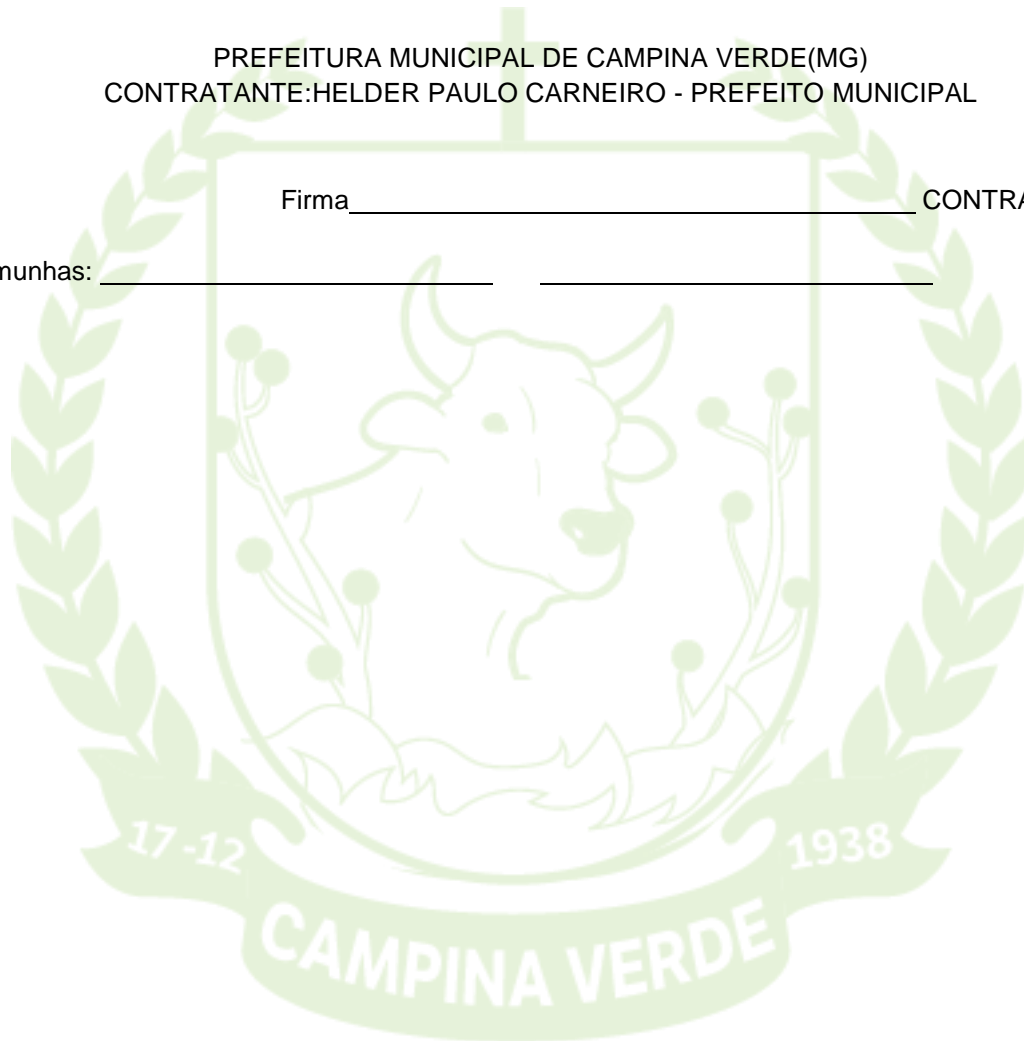 PREFEITURA MUNICIPAL DE CAMPINA VERDE(MG)
CONTRATANTE:HELDER PAULO CARNEIRO - PREFEITO MUNICIPAL
Firma CONTRA
munhas:
17-12 1938
CAMPINA VERDE